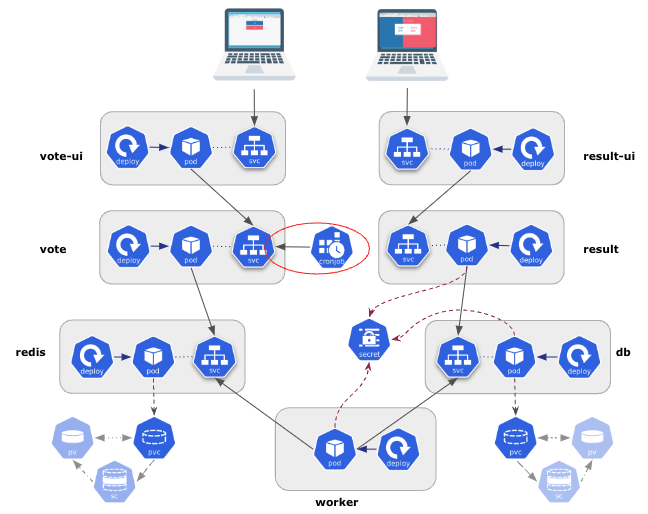 deploy
pod
svc
vote-ui
svc
pod
deploy
result-ui
vote
deploy
pod
svc
cronjob
svc
pod
deploy
result
redis
deploy
pod
svc
secret
svc
pod
deploy
db
pv
pvc
sc
pod
deploy
worker
pvc
pv
sc